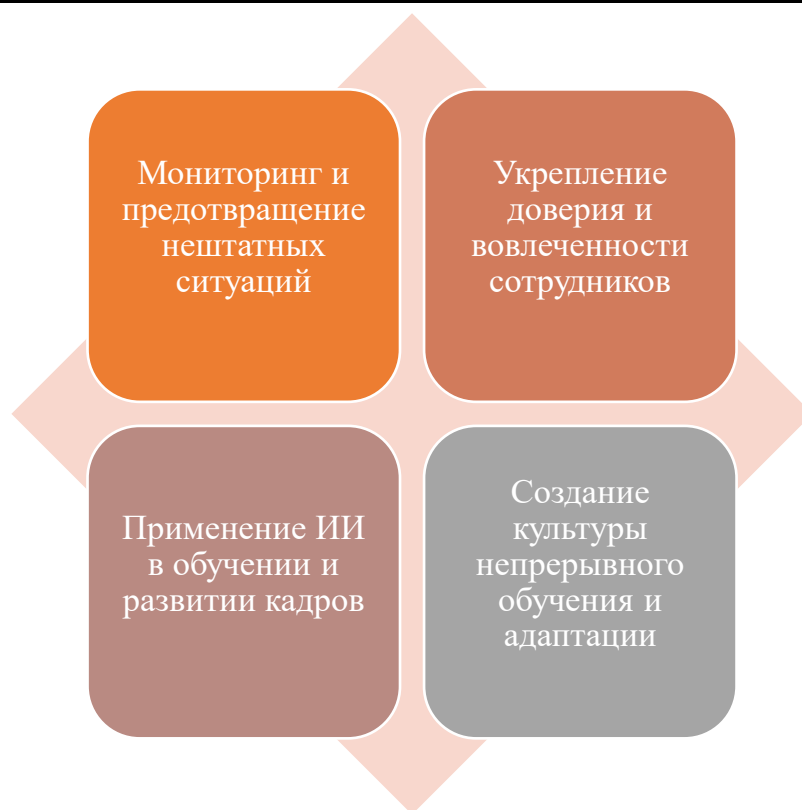 Мониторинг и
предотвращение
нештатных
ситуаций
Укрепление
доверия и
вовлеченности
сотрудников
Применение ИИ
в обучении и
развитии кадров
Создание
культуры
непрерывного
обучения и
адаптации